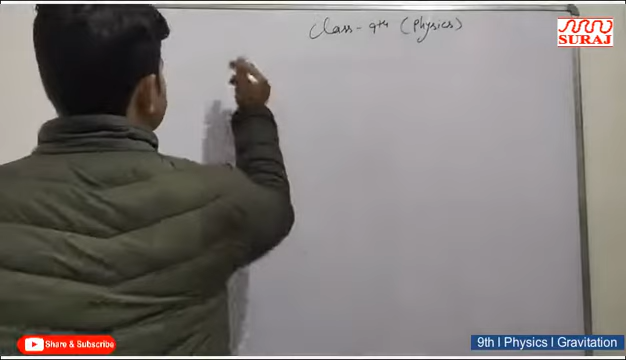 Class - 9th (Physics)
SURAJ
Share & Subscribe
9th l Physics l Gravitation